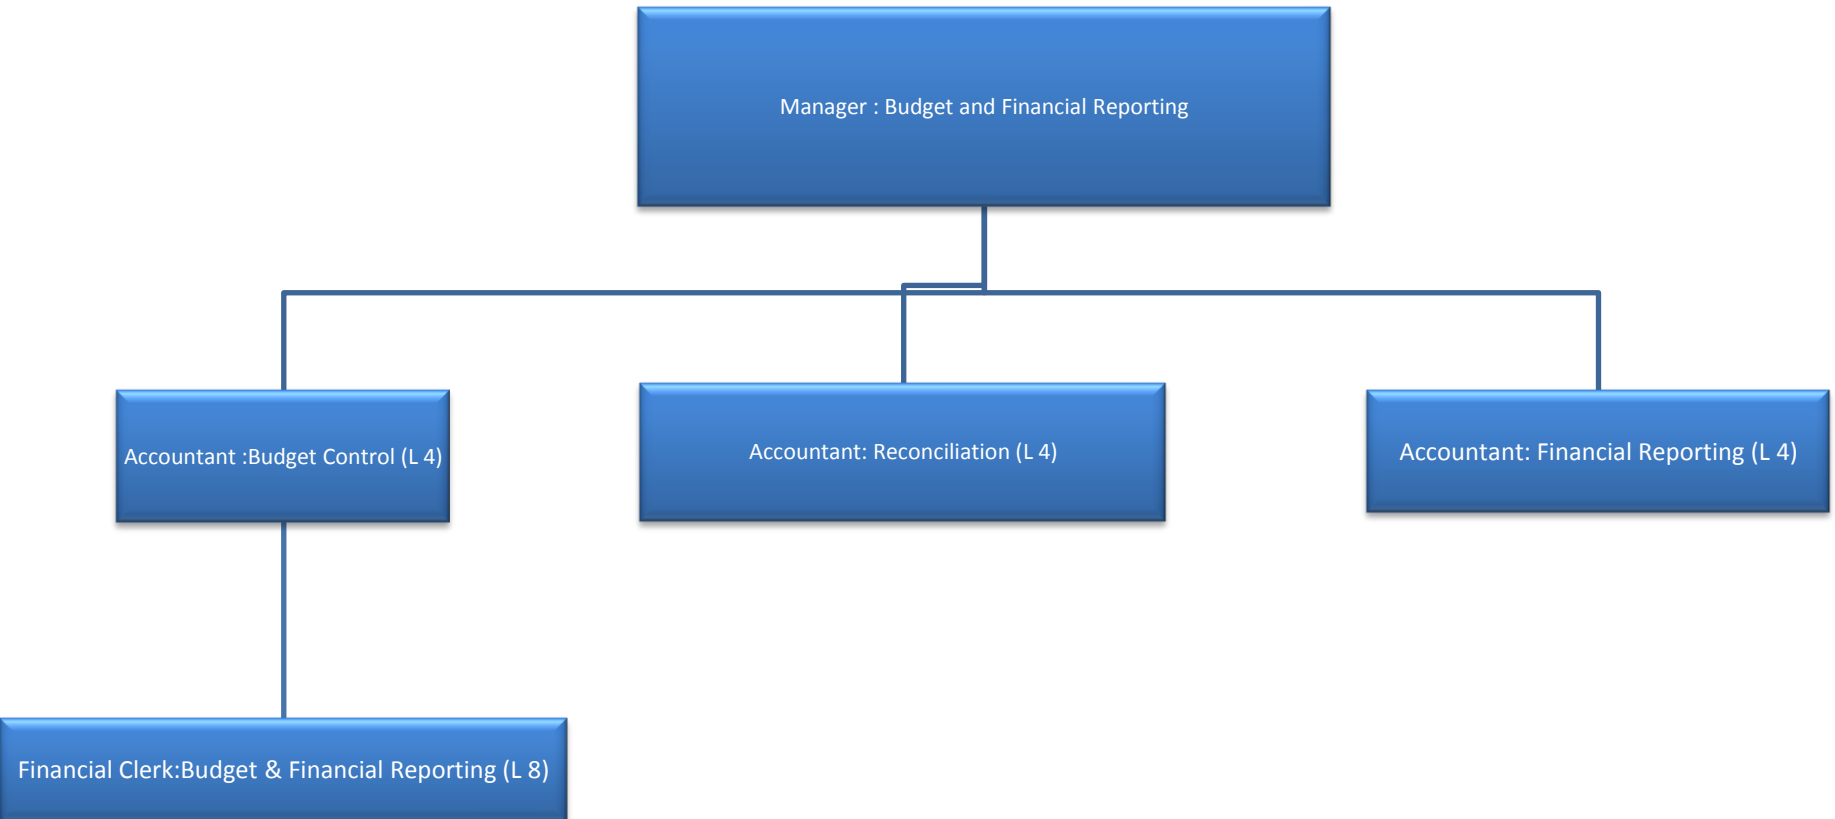 Manager : Budget and Financial Reporting
Accountant :Budget Control (L 4)
Accountant: Reconciliation (L 4)
Accountant: Financial Reporting (L 4)
Financial Clerk:Budget & Financial Reporting (L 8)